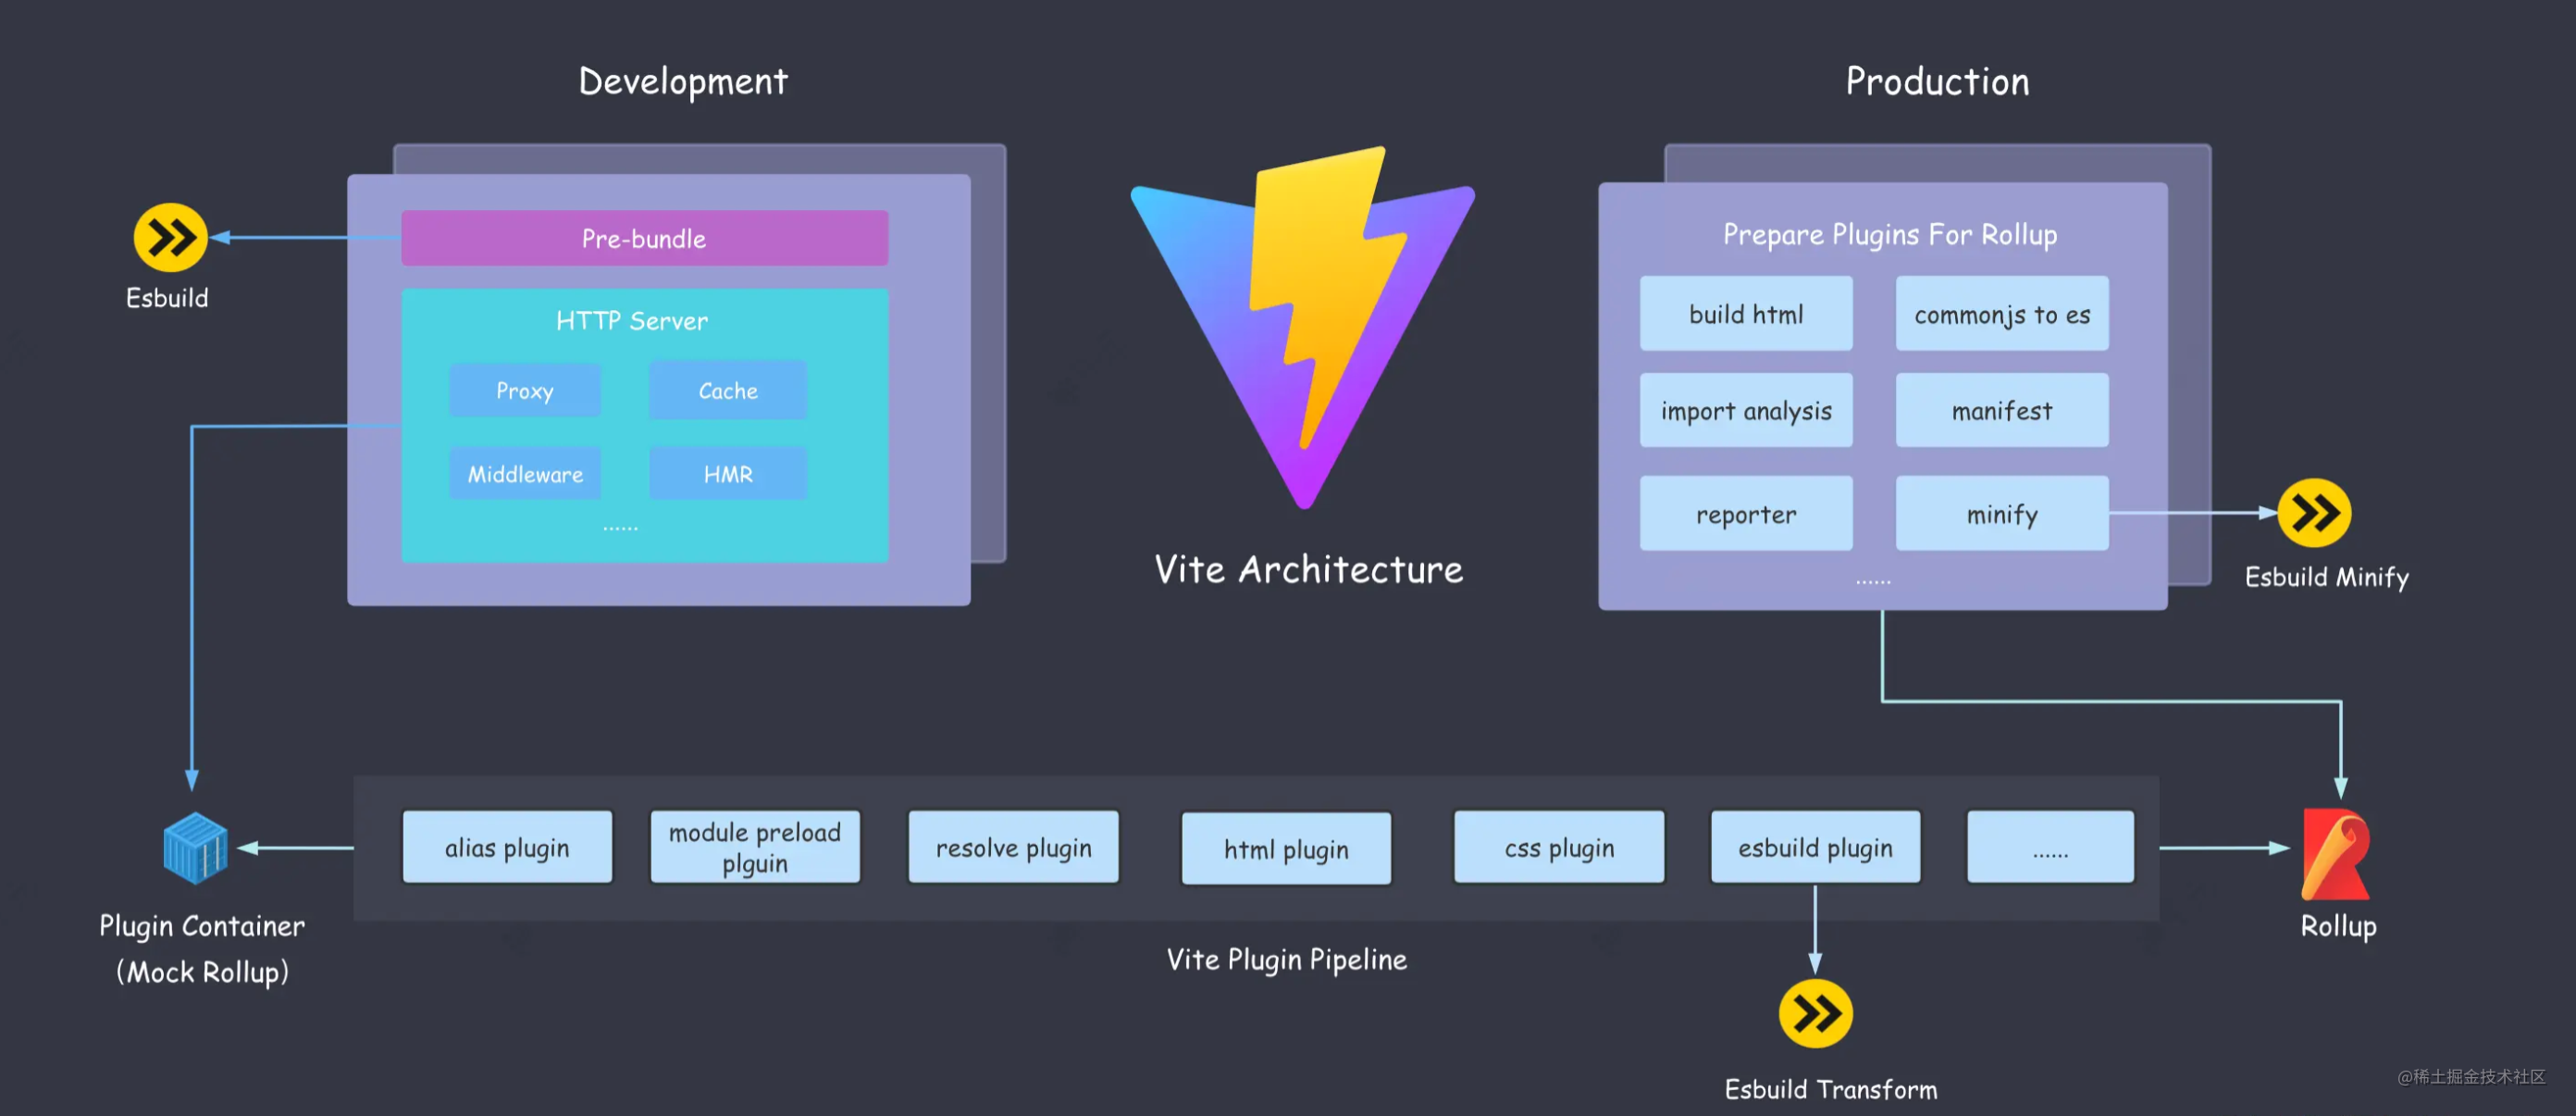 Development
Production
Pre-bundle
Esbuild
HTTP Server
Proxy
Cache
Middleware
HMR
......
Vite Architecture
Prepare Plugins For Rollup
build html
commonjs to es
import analysis
manifest
reporter
minify
......
Esbuild Minify
alias plugin
module preload
plguin
resolve plugin
html plugin
css plugin
esbuild plugin
......
Plugin Container
(Mock Rollup)
Vite Plugin Pipeline
Rollup
Esbuild Transform
@稀土掘金技术社区